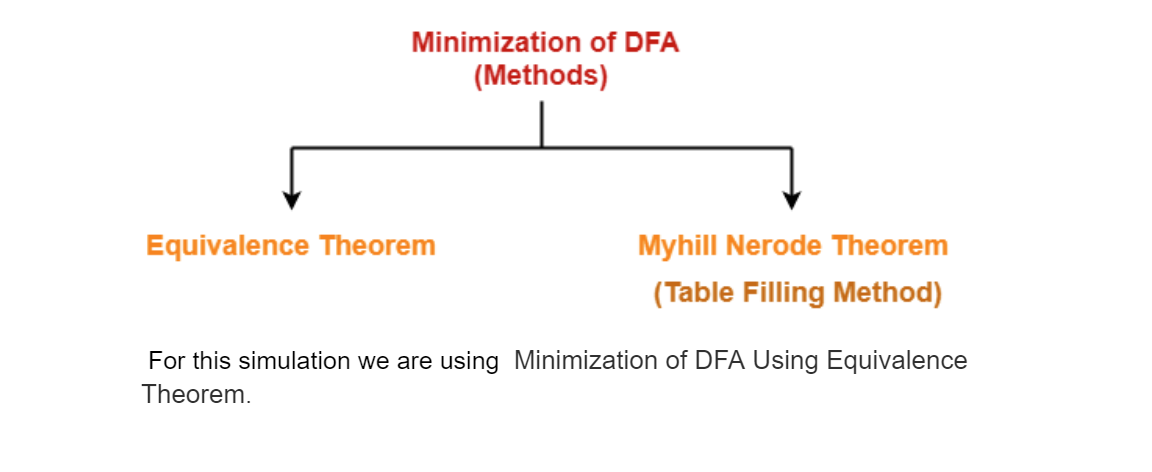 Minimization of DFA
(Methods)
Equivalence Theorem
Myhill Nerode Theorem
(Table Filling Method)
For this simulation we are using Minimization of DFA Using Equivalence
Theorem.